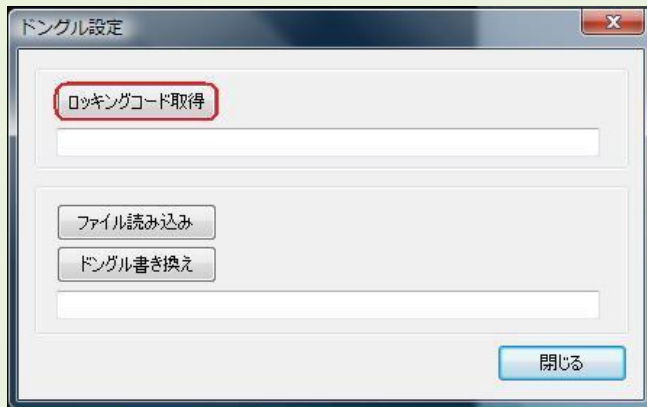 ドングル設定
ロッキングコード取得
ファイル読み込み
ドングル書き換え
閉じる